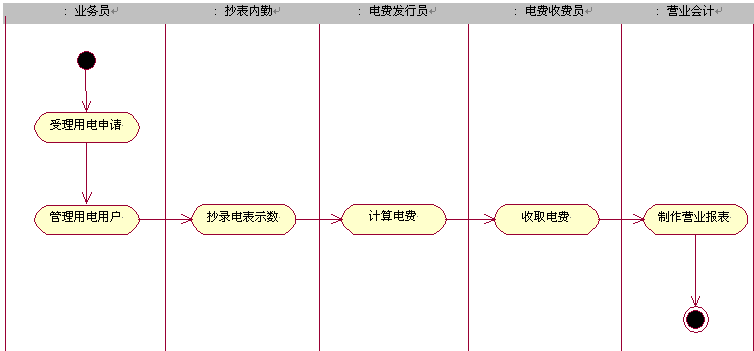 : 业务员
: 抄表内勤
: 电费发行员
: 电费收费员
: 营业会计
受理用电申请
管理用电用户
抄录电表示数
计算电费
收取电费
制作营业报表